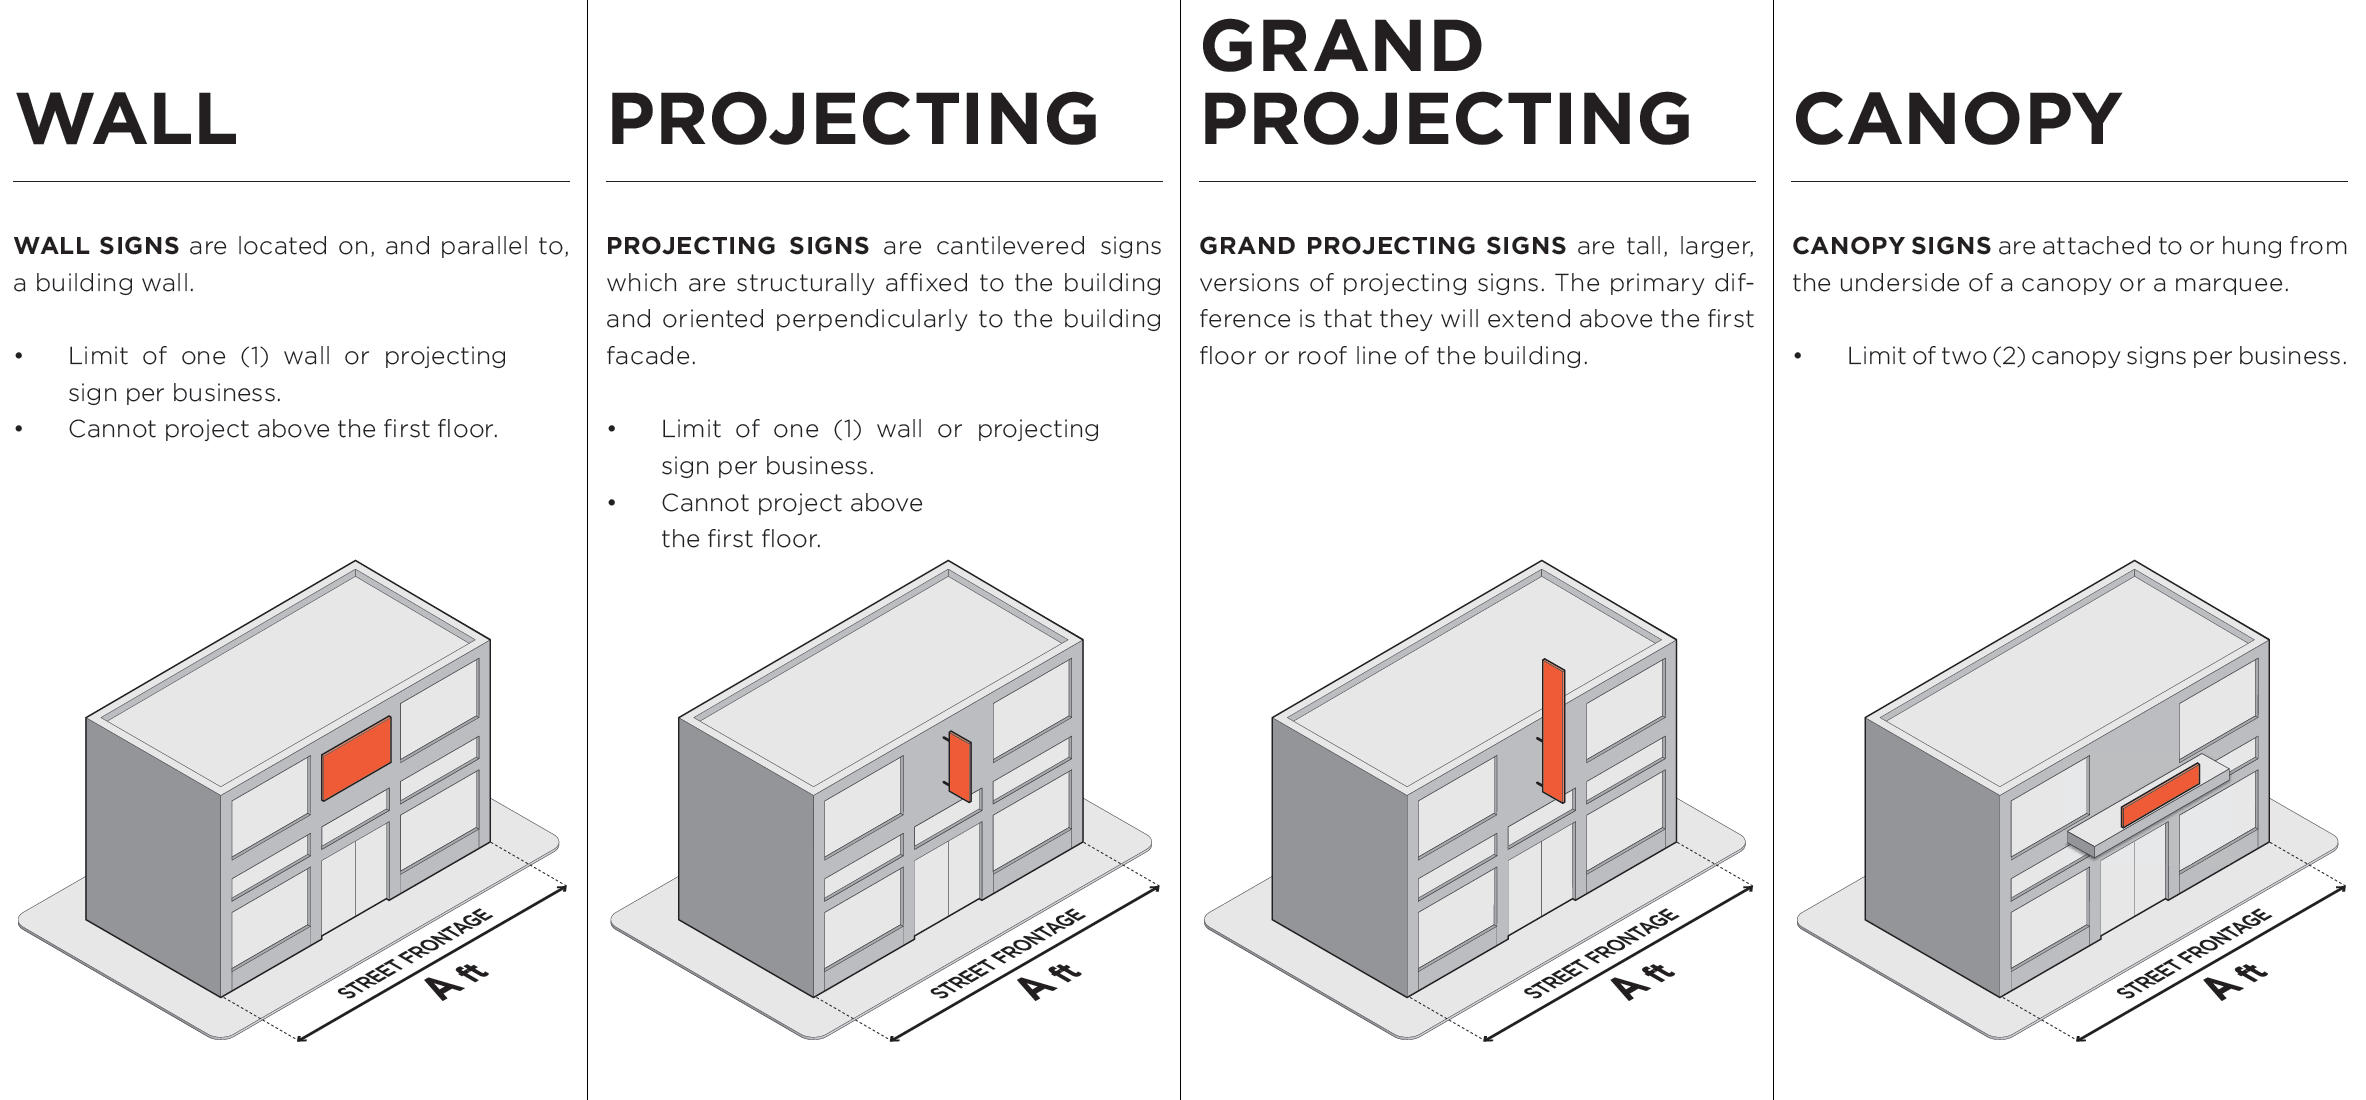 WALL
WALL SIGNS are located on, and parallel to,
a building wall.
• Limit of one (1) wall or projecting
sign per business.
• Cannot project above the first floor.
STREET FRONTAGE
A ft
PROJECTING
PROJECTING SIGNS are cantilevered signs
which are structurally affixed to the building
and oriented perpendicularly to the building
facade.
• Limit of one (1) wall or projecting
sign per business.
• Cannot project above
the first floor.
STREET FRONTAGE
A ft
GRAND
PROJECTING
GRAND PROJECTING SIGNS are tall, larger,
versions of projecting signs. The primary dif-
ference is that they will extend above the first
floor or roof line of the building.
STREET FRONTAGE
A ft
CANOPY
CANOPY SIGNS are attached to or hung from
the underside of a canopy or a marquee.
• Limit of two (2) canopy signs per business.
STREET FRONTAGE
A ft